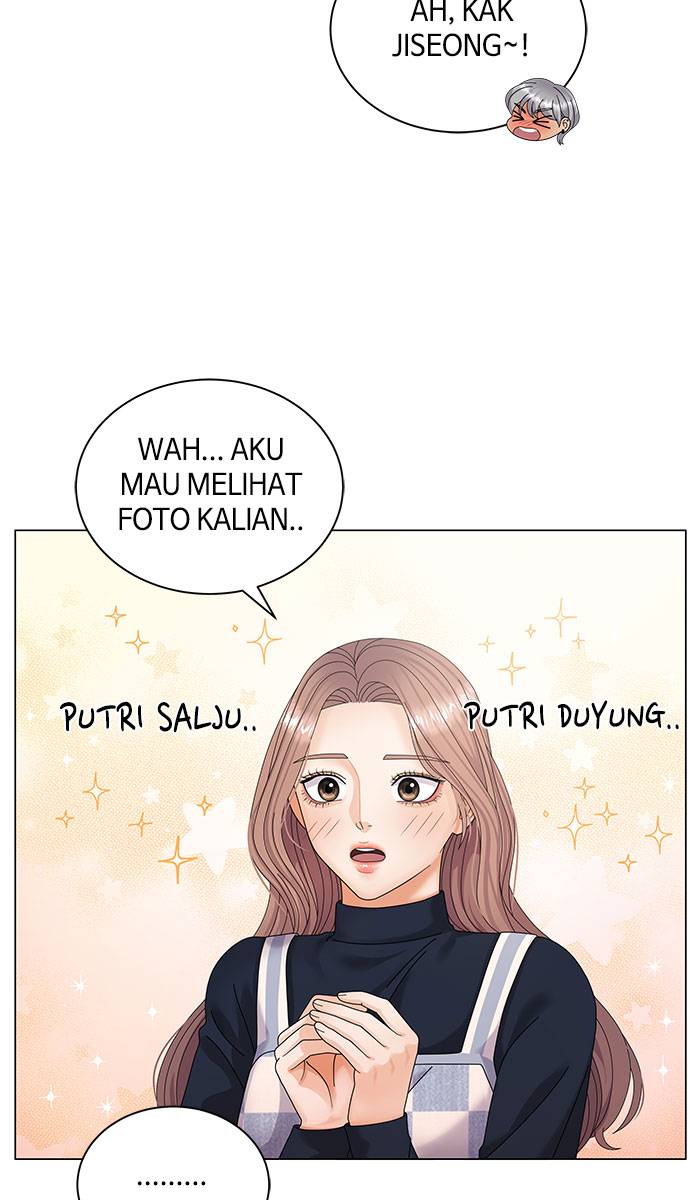 AH, KAK
JISEONG~!
WAH... AKU
MAU MELIHAT
FOTO KALIAN..
PUTRI SALJU..
PUTRI DUYUNG..
.........